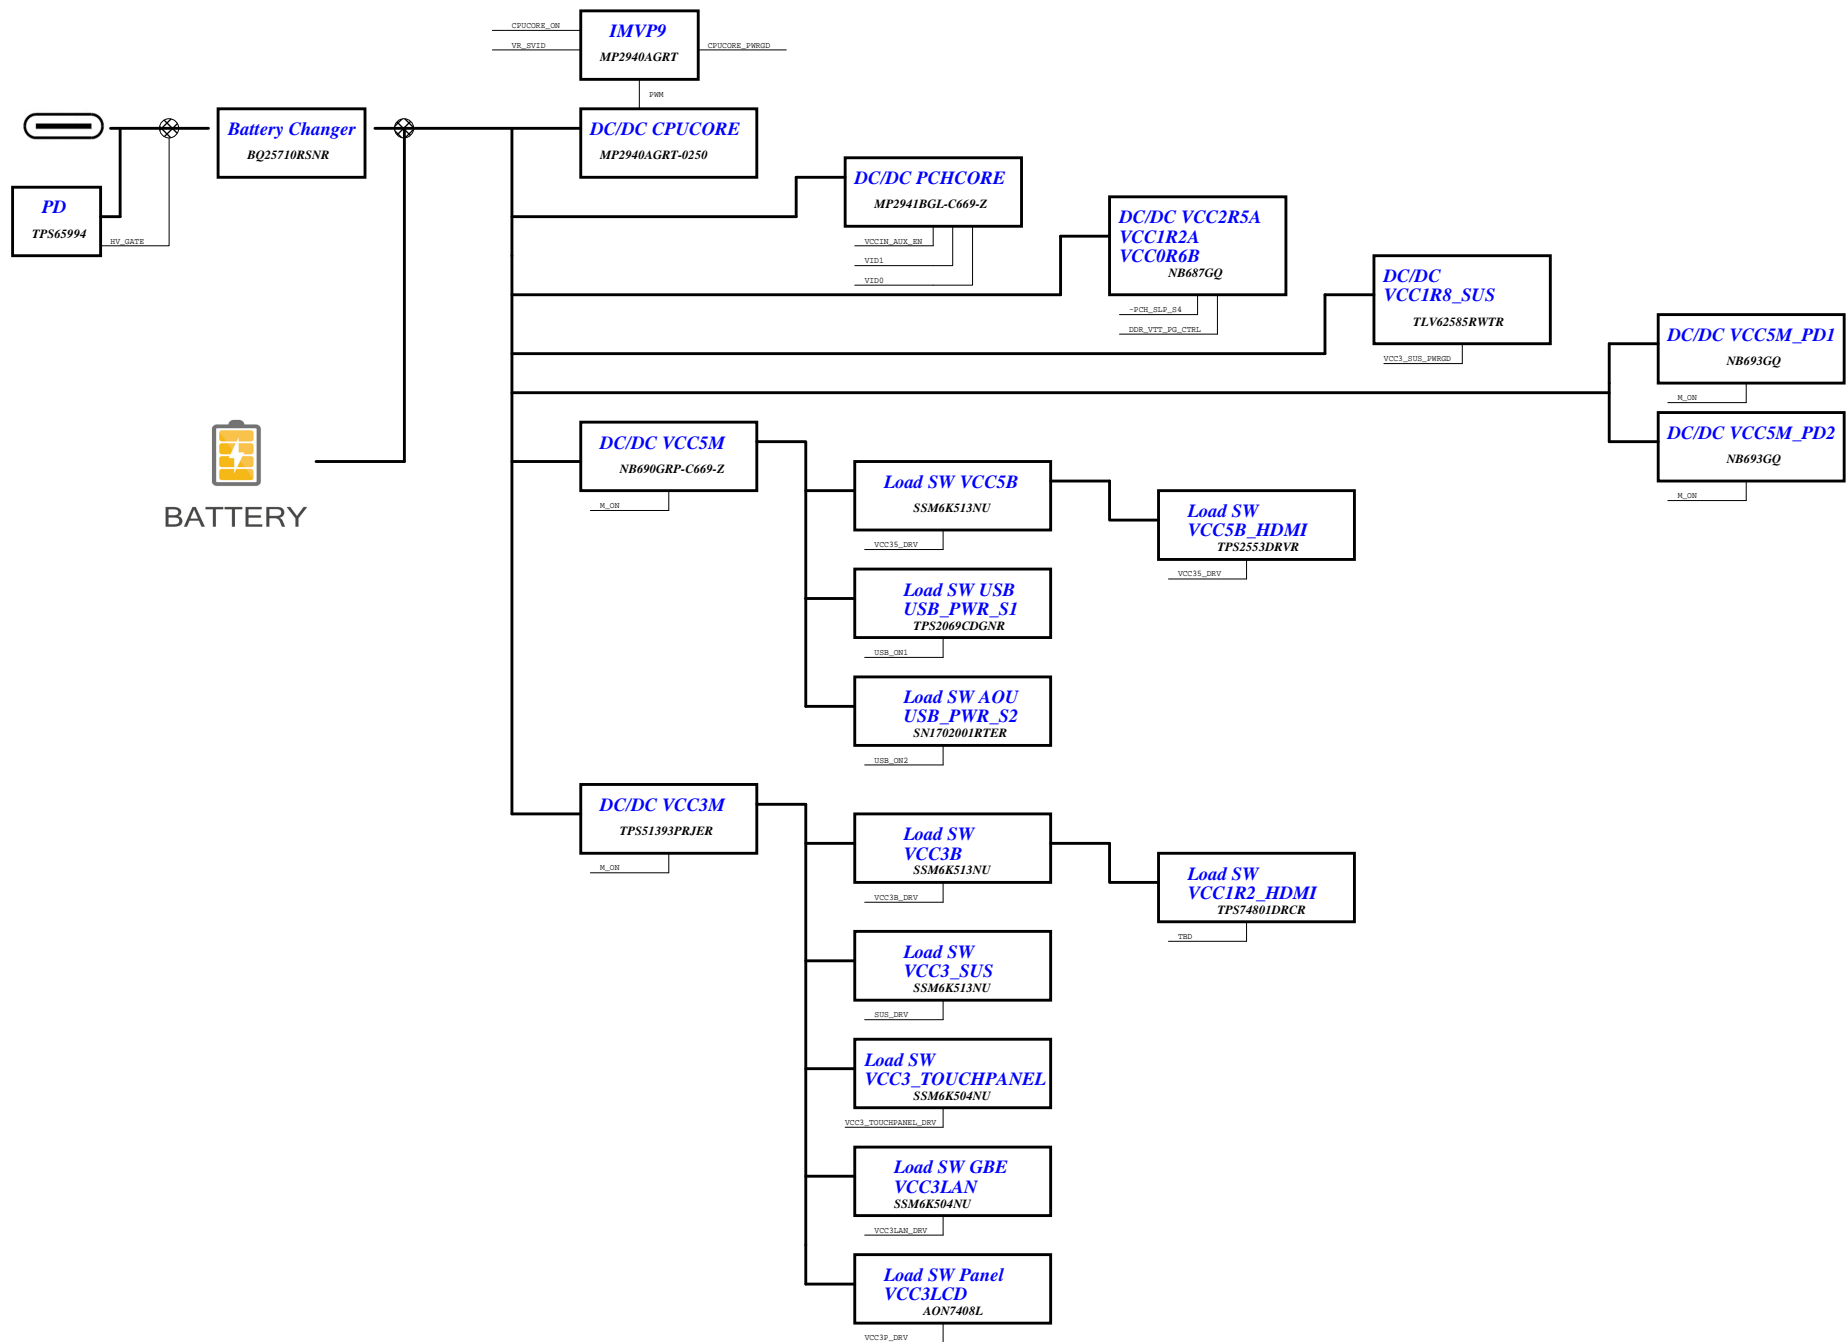 CPUCORE_ON
VR_SVID
IMVP9
MP2940AGRT
CPUCORE_PWRGD
PWM
Battery Changer
BQ25710RSNR
DC/DC CPUCORE
MP2940AGRT-0250
PD
TPS65994
HV_GATE
DC/DC PCHCORE
MP2941BGL-C669-Z
VCCIN_AUX_EN
VID1
VID0
DC/DC VCC2R5A
VCC1R2A
VCC0R6B
NB687GQ
-PCH_SLP_S4
DDR_VTT_PG_CTRL
DC/DC
VCC1R8_SUS
TLV62585RWTR
VCC3_SUS_PWRGD
DC/DC VCC5M_PD1
NB693GQ
M_ON
DC/DC VCC5M_PD2
NB693GQ
M_ON
BATTERY
DC/DC VCC5M
NB690GRP-C669-Z
M_ON
Load SW VCC5B
SSM6K513NU
VCC35_DRV
Load SW
VCC5B_HDMI
TPS2553DRVR
VCC35_DRV
Load SW USB
USB_PWR_S1
TPS2069CDGNR
USB_ON1
Load SW AOU
USB_PWR_S2
SN1702001RTER
USB_ON2
DC/DC VCC3M
TPS51393PRJER
M_ON
Load SW
VCC3B
SSM6K513NU
VCC3B_DRV
Load SW
VCC1R2_HDMI
TPS74801DRCR
TBD
Load SW
VCC3_SUS
SSM6K513NU
SUS_DRV
Load SW
VCC3_TOUCHPANEL
SSM6K504NU
VCC3_TOUCHPANEL_DRV
Load SW GBE
VCC3LAN
SSM6K504NU
VCC3LAN_DRV
Load SW Panel
VCC3LCD
AON7408L
VCC3P_DRV